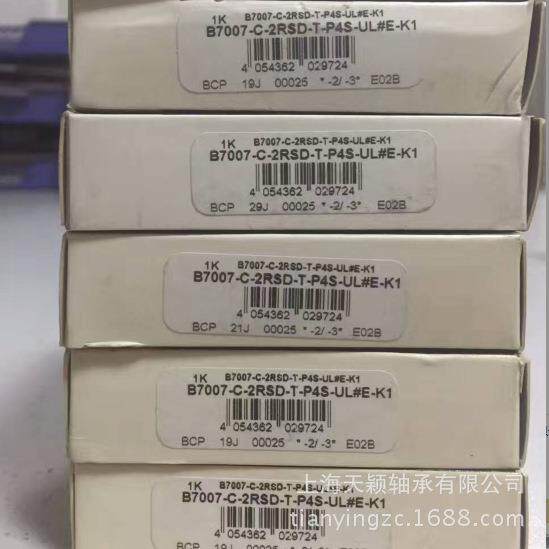 1K B7007-C-2RSD-T-P4S-UL#E-K1
B7007-C-2RSD-T-P4S-UL#E-K1
4 054362 029724
BCP 19J 00025 *-2/ -3* E02B
1K B7007-C-2RSD-T-P4S-UL#E-K1
B7007-C-2RSD-T-P4S-UL#E-K1
4 054362 029724
BCP 29J 00025 *-2/ -3* E02B
1K B7007-C-2RSD-T-P4S-UL#E-K1
B7007-C-2RSD-T-P4S-UL#E-K1
4 054362 029724
BCP 21J 00025 *-2/ -3* E02B
1K B7007-C-2RSD-T-P4S-UL#E-K1
B7007-C-2RSD-T-P4S-UL#E-K1
4 054362 029724
BCP 19J 00025 *-2/ -3* E02B
1K B7007-C-2RSD-T-P4S-UL#E-K1
上海天颖轴承有限公司
B7007-C-2RSD-T-P4S-UL#E-K1
tianyingzc.1688.com
4 054362 029724
BCP 19J 00025